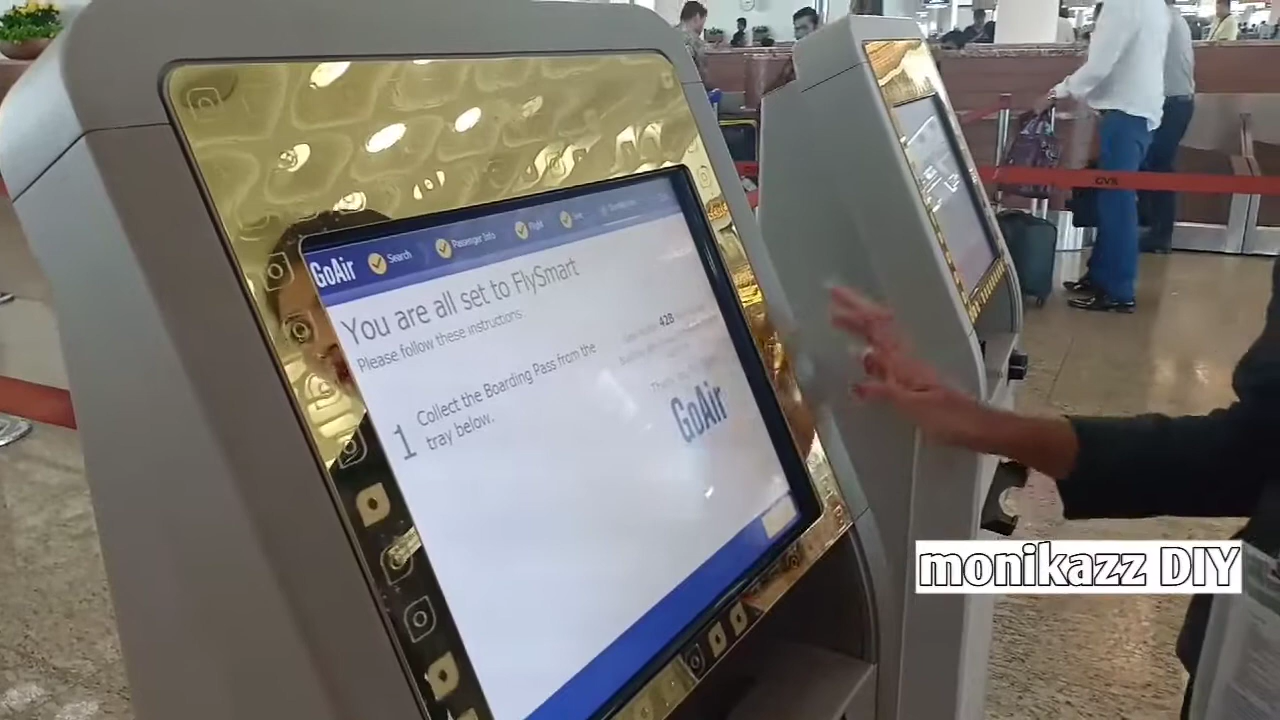 GoAir
Search
Passenger Info
Flight
You are all set to FlySmart
Please follow these instructions:
1
Collect the Boarding Pass from the
tray below.
42B
GoAir
GVK
monikazz DIY